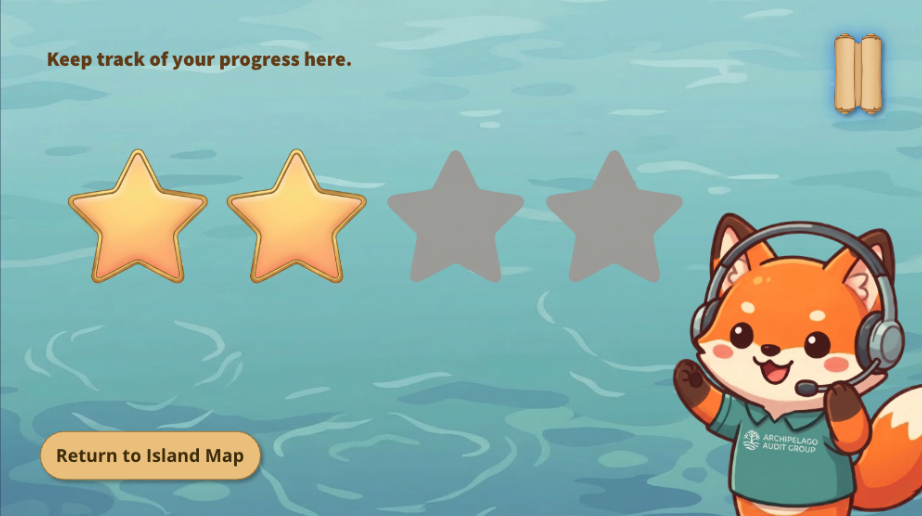 Keep track of your progress here.
ARCHIPELAGO
AUDIT GROUP
Return to Island Map